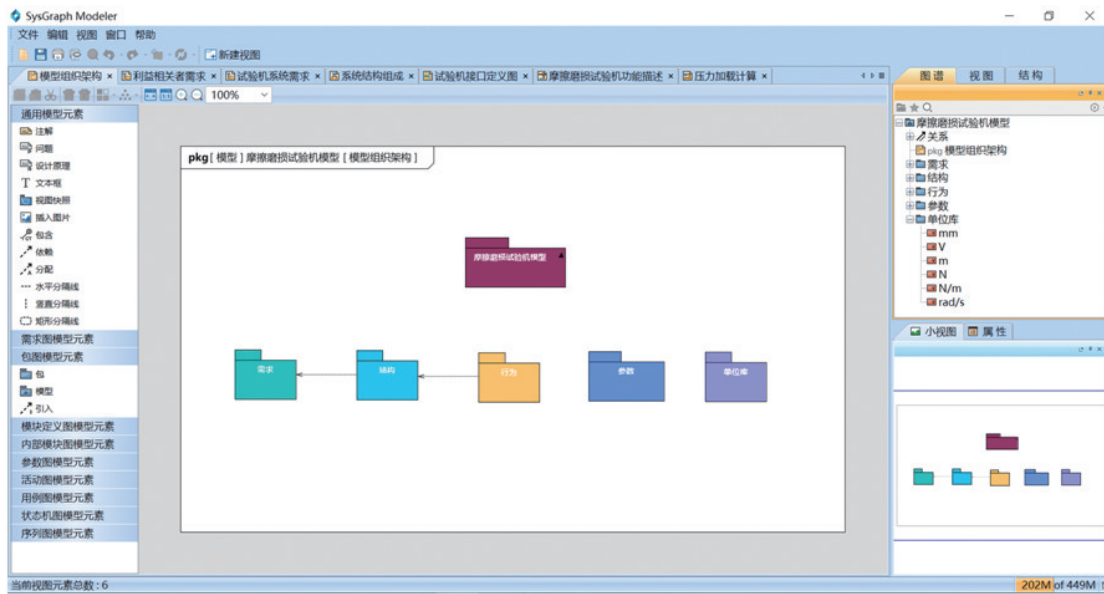 SysGraph Modeler
文件 编辑 视图 窗口 帮助
新建视图
模型组织架构 × 利益相关者需求 × 试验机系统需求 × 系统结构组成 × 试验机接口定义图 × 摩擦磨损试验机功能描述 × 压力加载计算 ×
图谱 视图 结构
100%
通用模型元素
注解
问题
设计原理
T 文本框
视图快照
插入图片
包含
依赖
分配
水平分隔线
竖直分隔线
矩形分隔线
需求图模型元素
包图模型元素
包
模型
引入
模块定义图模型元素
内部模块图模型元素
参数图模型元素
活动图模型元素
用例图模型元素
状态机图模型元素
序列图模型元素
pkg [ 模型 ] 摩擦磨损试验机模型 [ 模型组织架构 ]
摩擦磨损试验机模型
需求
结构
行为
参数
单位库
摩擦磨损试验机模型
关系
pkg 模型组织架构
需求
结构
行为
参数
单位库
mm
V
m
N
N/m
rad/s
小视图 属性
当前视图元素总数 : 6
202M of 449M